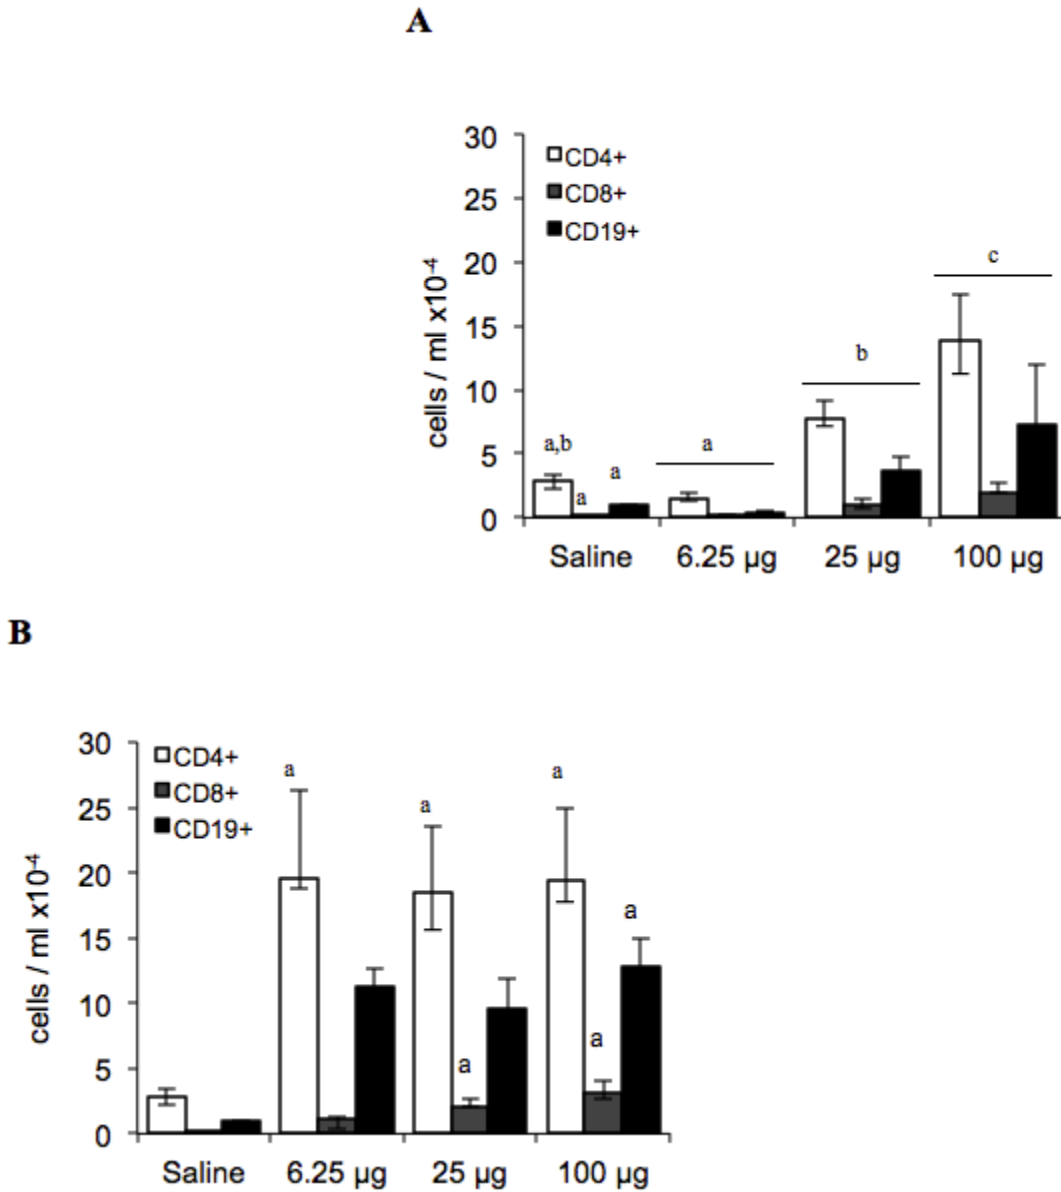 A
30
25
20
15
10
5
0
cells / ml x10-4
CD4+
CD8+
CD19+
a,b
a
a
a
b
c
Saline 6.25 µg 25 µg 100 µg
B
30
25
20
15
10
5
0
cells / ml x10-4
CD4+
CD8+
CD19+
a
a
a
a
a
a
Saline 6.25 µg 25 µg 100 µg